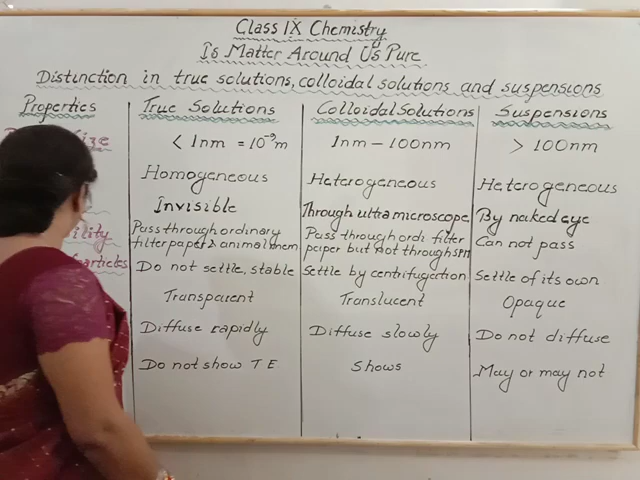 Class IX Chemistry
Is Matter Around Us Pure
Distinction in true solutions, colloidal solutions and suspensions
Properties True Solutions Colloidal Solutions Suspensions
Size < 1nm = 10⁻⁹m 1nm – 100nm > 100nm
Homogeneous Heterogeneous Heterogeneous
Invisible Through ultramicroscope By naked eye
Pass through ordinary Pass through ordi filter Can not pass
filter paper & animal mem paper but not through
particles Do not settle, stable Settle by centrifugation Settle of its own
Transparent Translucent Opaque
Diffuse rapidly Diffuse slowly Do not diffuse
Do not show TE Shows May or may not